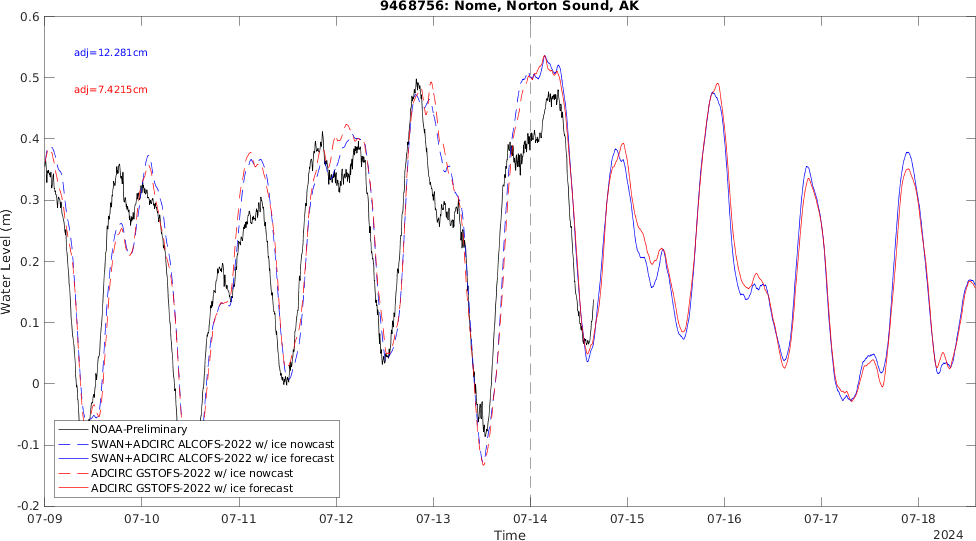 9468756: Nome, Norton Sound, AK
adj=12.281cm
adj=7.4215cm
Water Level (m)
0.6
0.5
0.4
0.3
0.2
0.1
0
-0.1
-0.2
NOAA-Preliminary
SWAN+ADCIRC ALCOFS-2022 w/ ice nowcast
SWAN+ADCIRC ALCOFS-2022 w/ ice forecast
ADCIRC GSTOFS-2022 w/ ice nowcast
ADCIRC GSTOFS-2022 w/ ice forecast
07-09 07-10 07-11 07-12 07-13 07-14 07-15 07-16 07-17 07-18
Time
2024